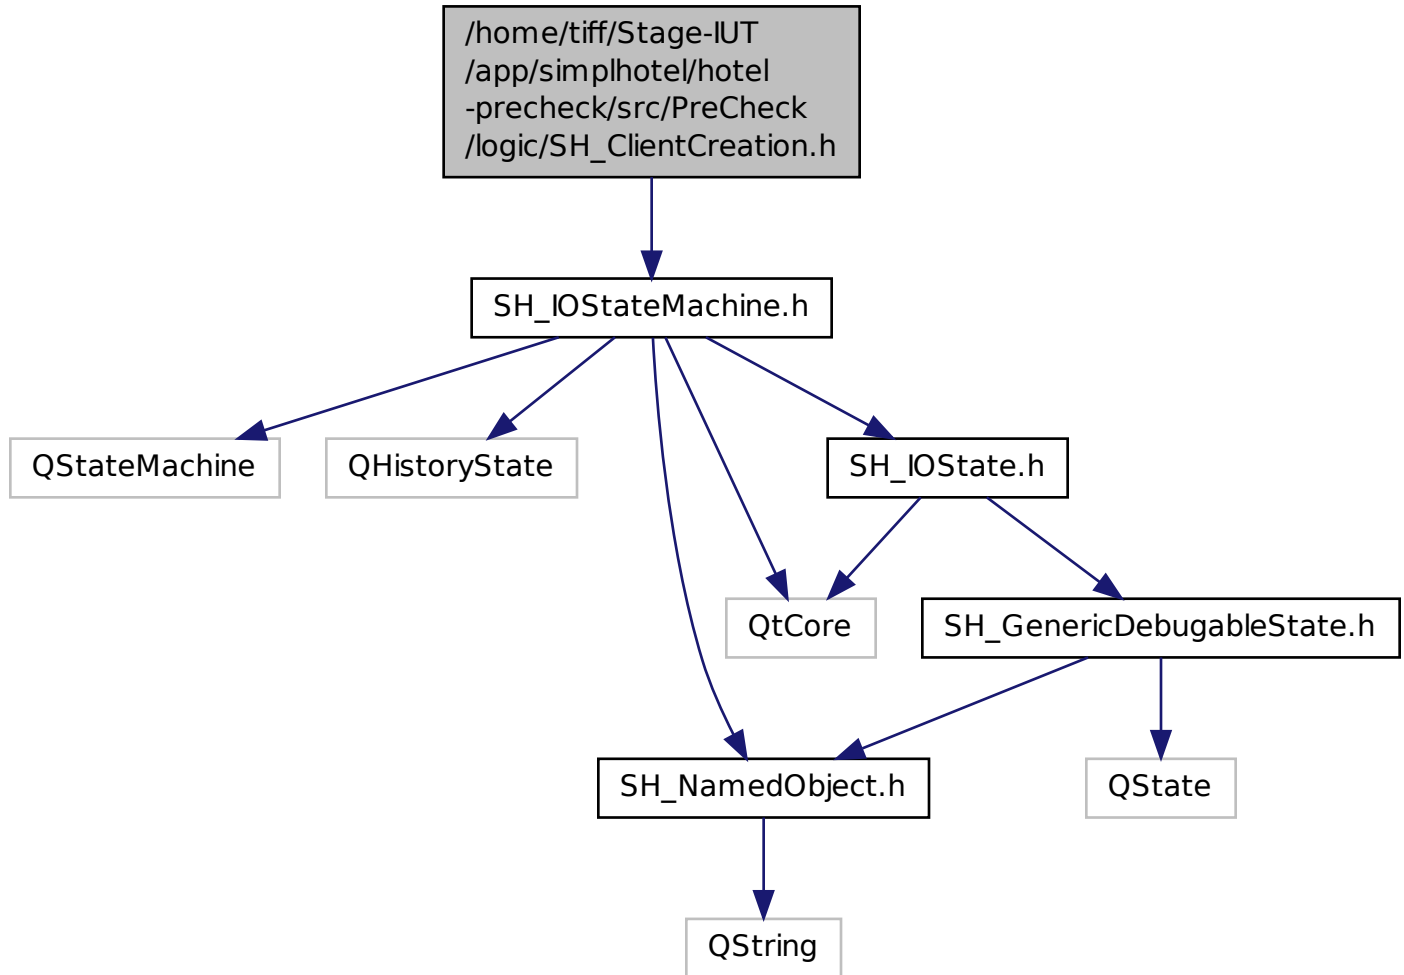 /home/tiff/Stage-IUT
/app/simplhotel/hotel
-precheck/src/PreCheck
/logic/SH_ClientCreation.h
SH_IOStateMachine.h
QStateMachine
QHistoryState
SH_IOState.h
QtCore
SH_GenericDebugableState.h
SH_NamedObject.h
QState
QString